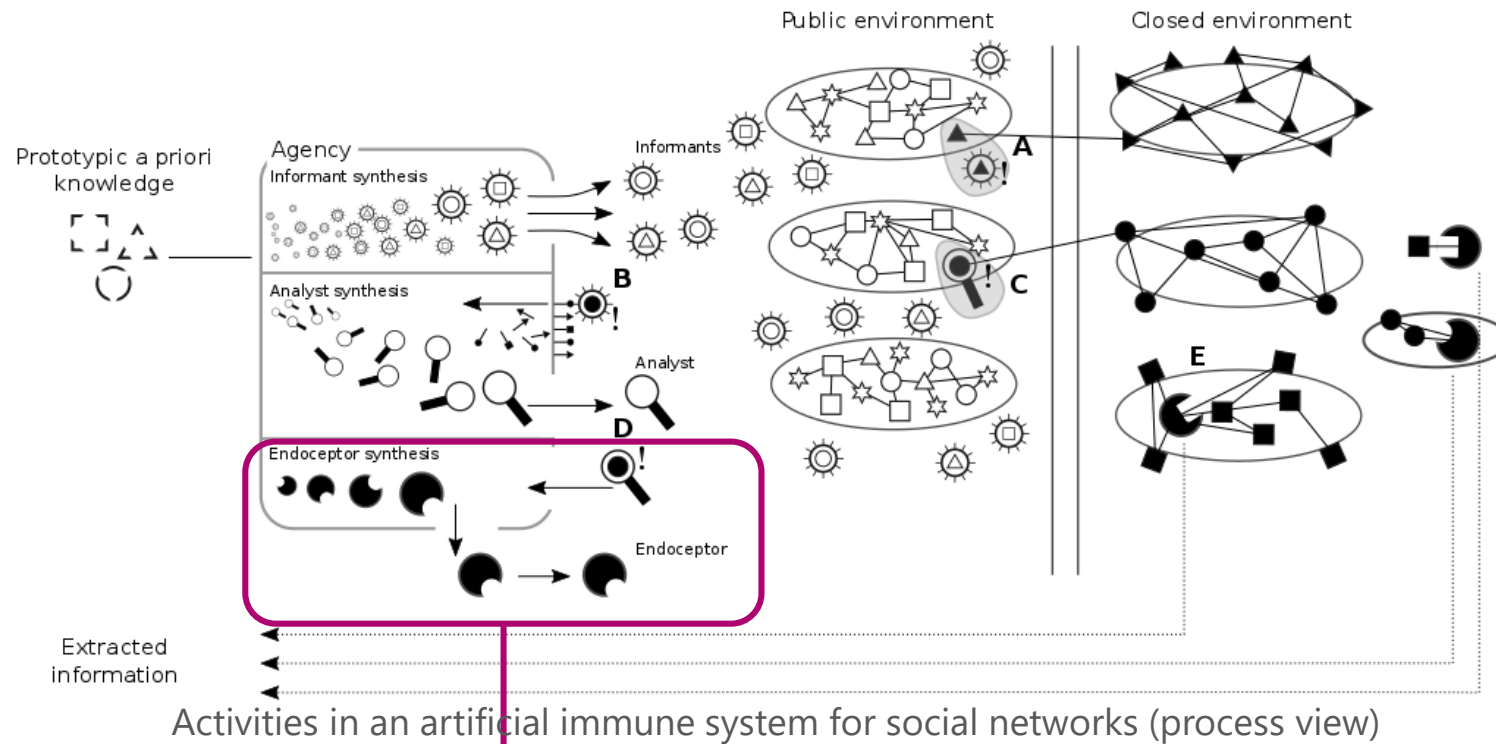 Public environment
Closed environment
Prototypic a priori
knowledge
Agency
Informant synthesis
Informants
A
!
B
!
Analyst synthesis
C
!
Analyst
E
D
!
Endoceptor synthesis
Endoceptor
Extracted
information
Activities in an artificial immune system for social networks (process view)